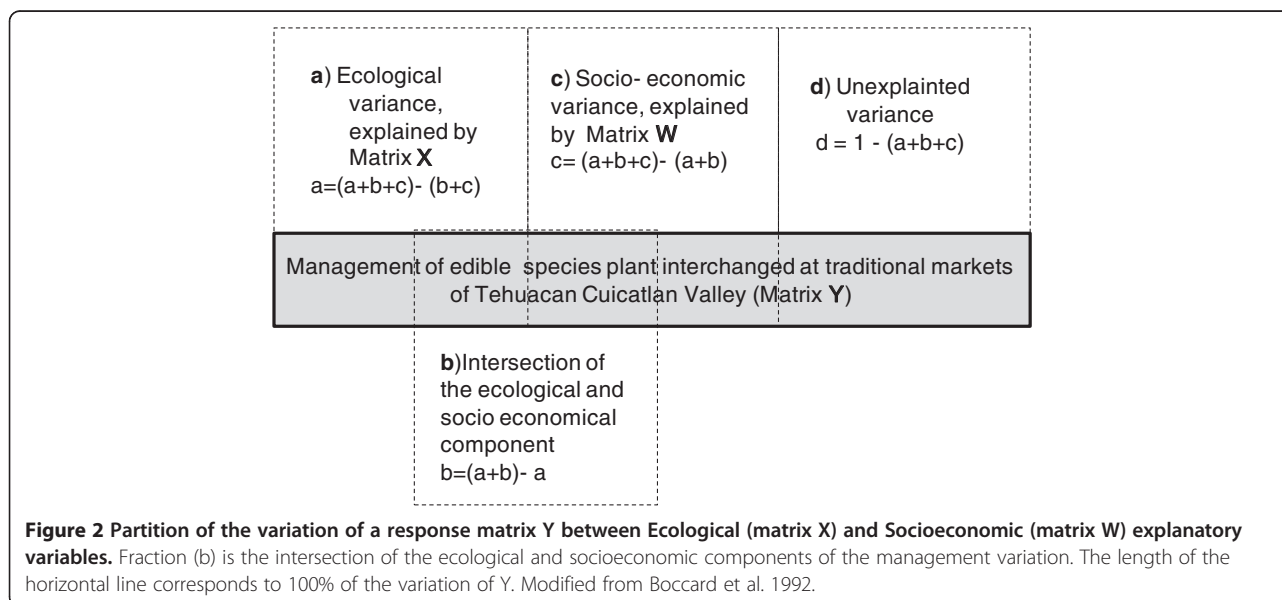 a) Ecological
variance,
explained by
Matrix X
a=(a+b+c)- (b+c)
c) Socio- economic
variance, explained
by Matrix W
c= (a+b+c)- (a+b)
d) Unexplainted
variance
d = 1 - (a+b+c)
Management of edible species plant interchanged at traditional markets
of Tehuacan Cuicatlan Valley (Matrix Y)
b)Intersection of
the ecological and
socio economical
component
b=(a+b)- a
Figure 2 Partition of the variation of a response matrix Y between Ecological (matrix X) and Socioeconomic (matrix W) explanatory
variables. Fraction (b) is the intersection of the ecological and socioeconomic components of the management variation. The length of the
horizontal line corresponds to 100% of the variation of Y. Modified from Boccard et al. 1992.